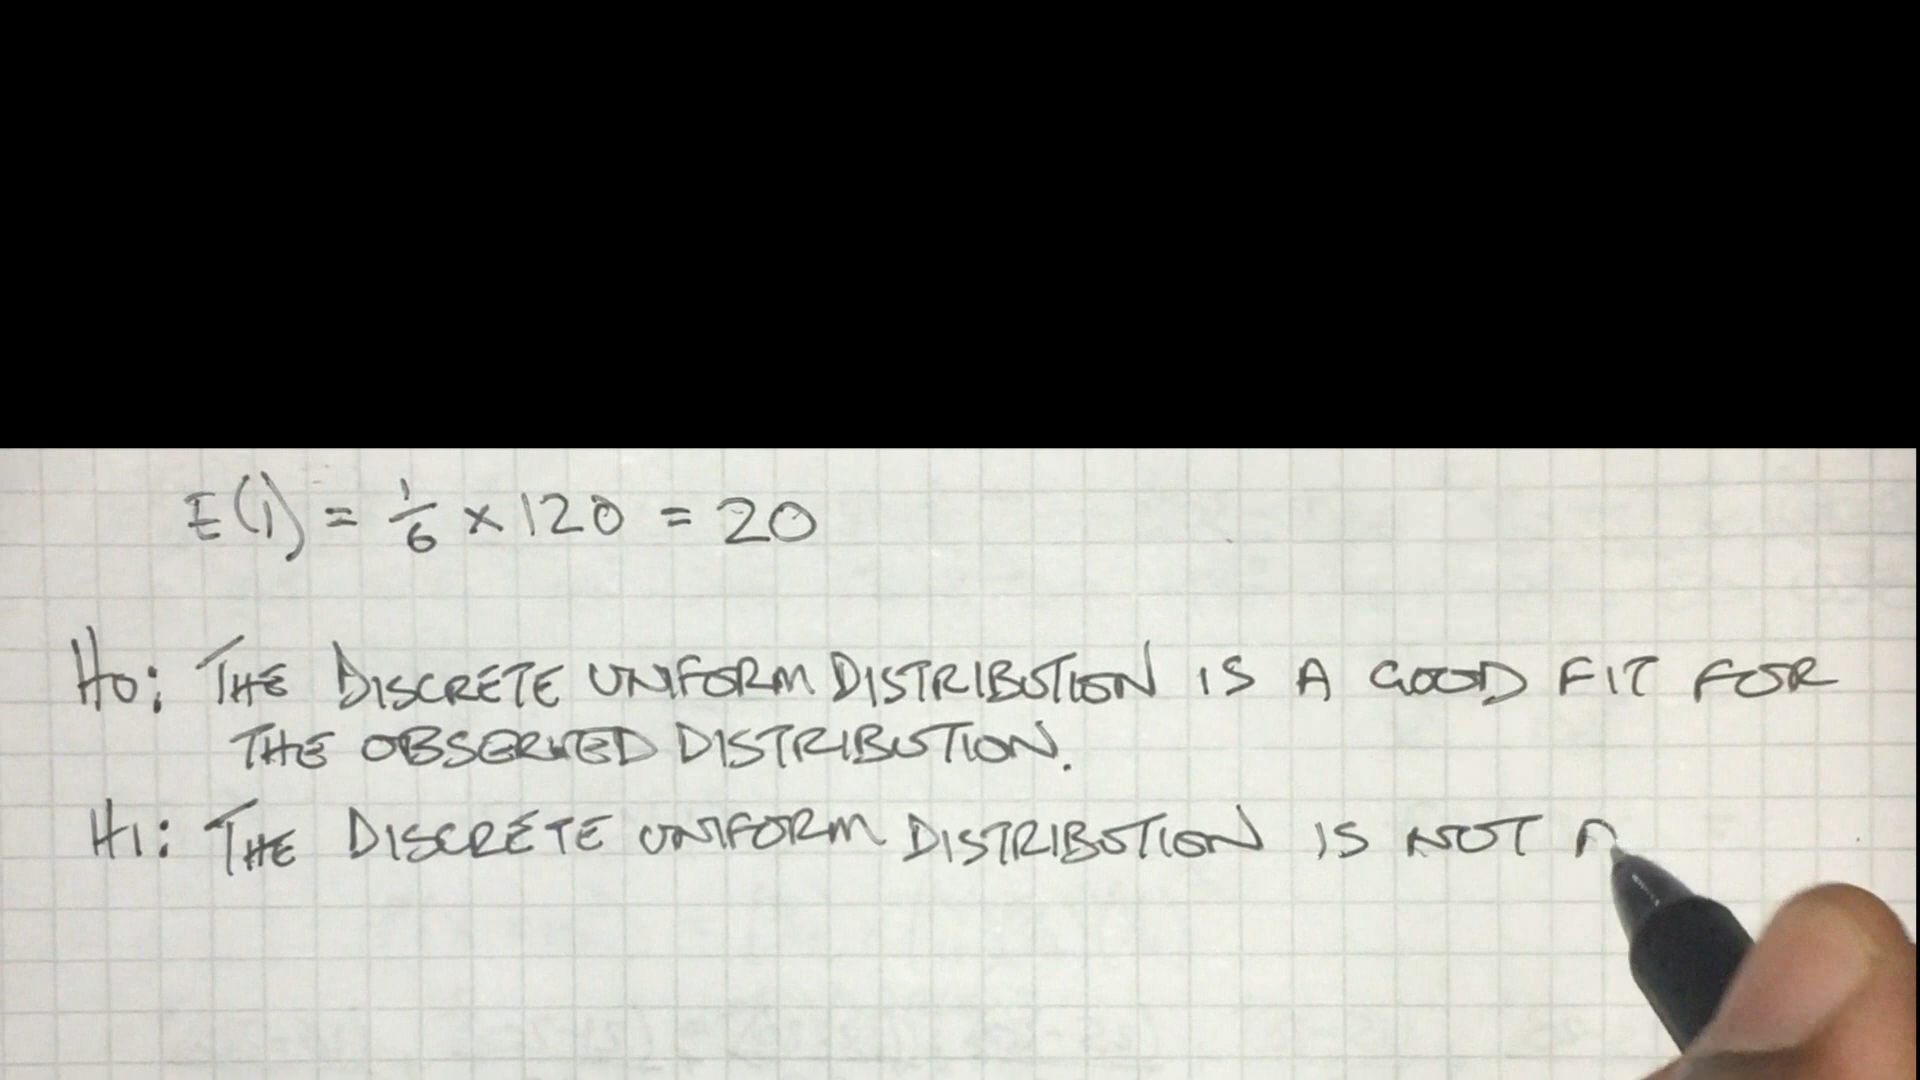 E(1) = 1/6 × 120 = 20
H0: THE DISCRETE UNIFORM DISTRIBUTION IS A GOOD FIT FOR
THE OBSERVED DISTRIBUTION.
H1: THE DISCRETE UNIFORM DISTRIBUTION IS NOT